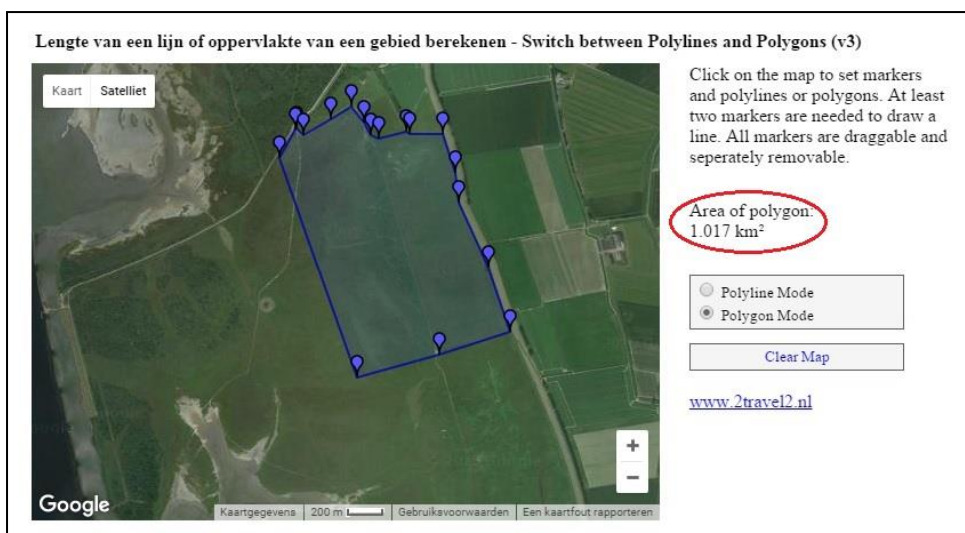 Lengte van een lijn of oppervlakte van een gebied berekenen - Switch between Polylines and Polygons (v3)
Kaart Satelliet
Click on the map to set markers
and polylines or polygons. At least
two markers are needed to draw a
line. All markers are draggable and
seperately removable.
Area of polygon:
1.017 km²
Polyline Mode
Polygon Mode
Clear Map
www.2travel2.nl
+
−
Google
Kaartgegevens 200 m Gebruiksvoorwaarden Een kaartfout rapporteren